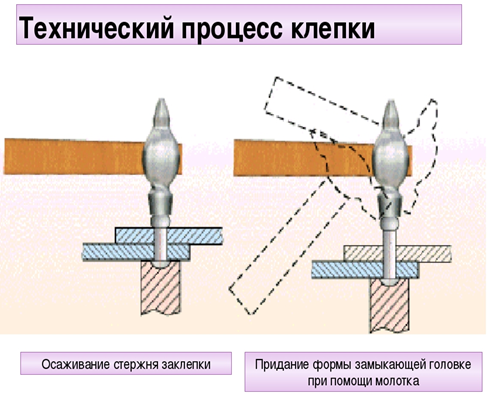 Технический процесс клепки
Осаживание стержня заклепки
Придание формы замыкающей головке
при помощи молотка